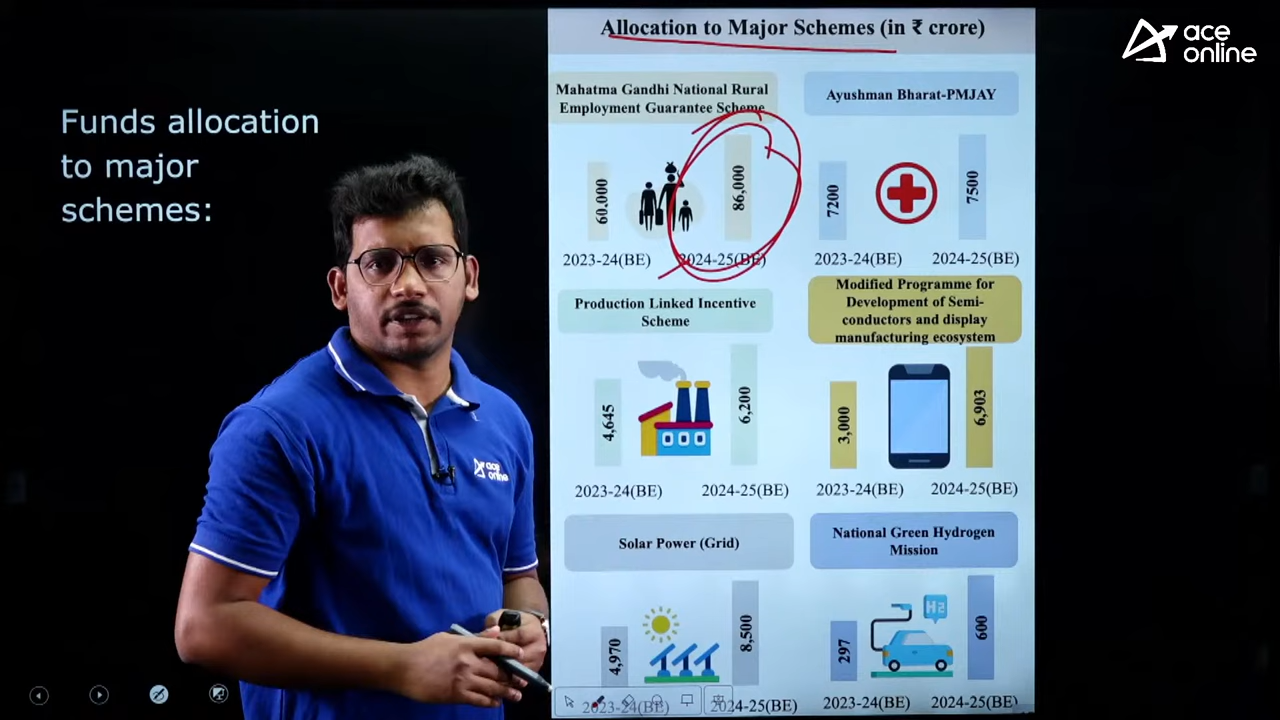 Allocation to Major Schemes (in ₹ crore)
ace
online
Funds allocation
to major
schemes:
Mahatma Gandhi National Rural
Employment Guarantee Scheme
60,000
86,000
2023-24(BE)
2024-25(BE)
Ayushman Bharat-PMJAY
7200
7500
2023-24(BE)
2024-25(BE)
Production Linked Incentive
Scheme
4,645
6,200
2023-24(BE)
2024-25(BE)
Modified Programme for
Development of Semi-
conductors and display
manufacturing ecosystem
3,000
6,903
2023-24(BE)
2024-25(BE)
Solar Power (Grid)
4,970
8,500
2023-24(BE)
2024-25(BE)
National Green Hydrogen
Mission
297
H2
600
2023-24(BE)
2024-25(BE)
ace
online